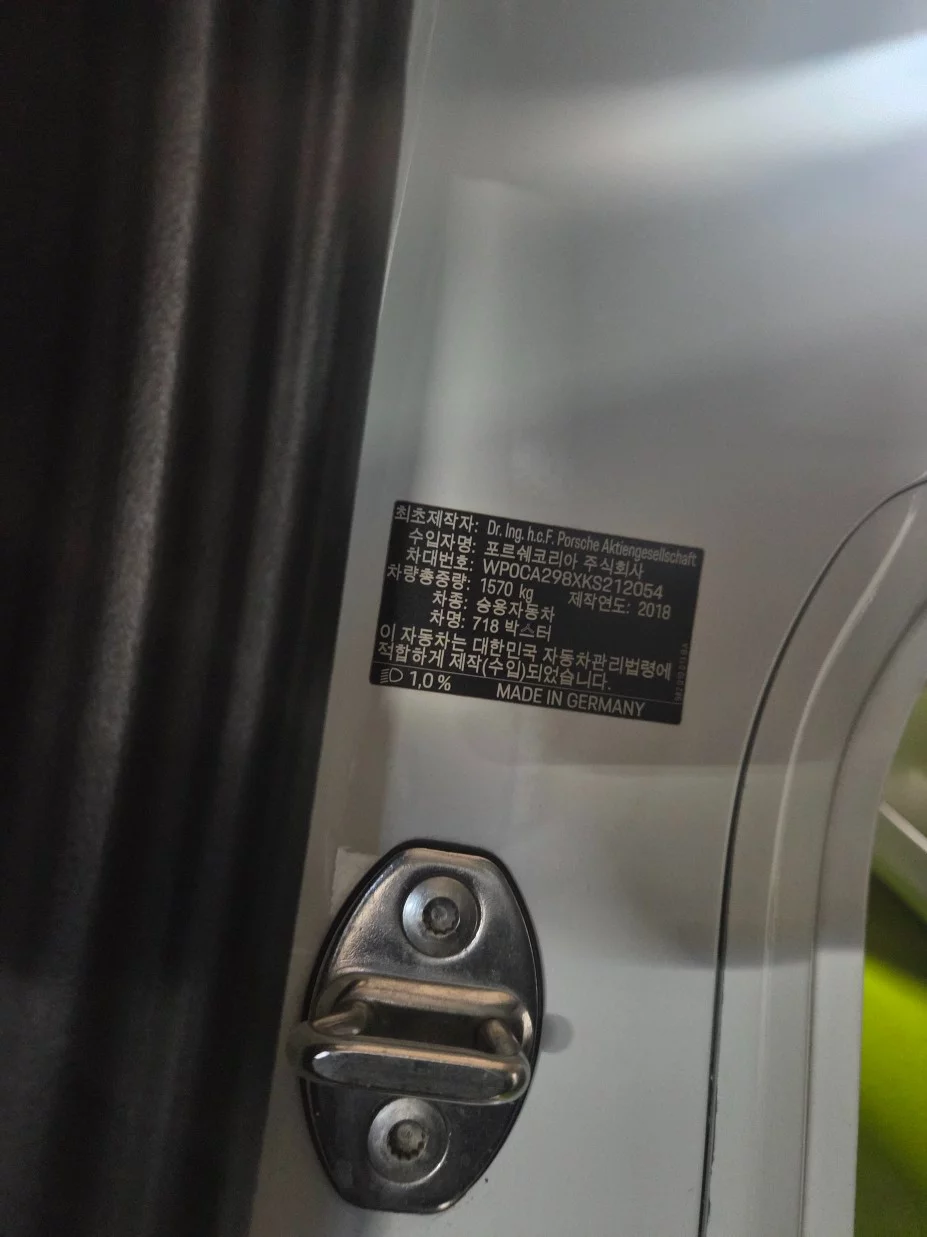 최초제작자: Dr. Ing. h.c.F. Porsche Aktiengesellschaft
수입자명: 포르쉐코리아 주식회사
차대번호: WP0CA298XKS212054
차량총중량: 1570 kg 제작연도: 2018
차종: 승용자동차
차명: 718 박스터
이 자동차는 대한민국 자동차관리법령에
적합하게 제작(수입)되었습니다.
1,0% MADE IN GERMANY